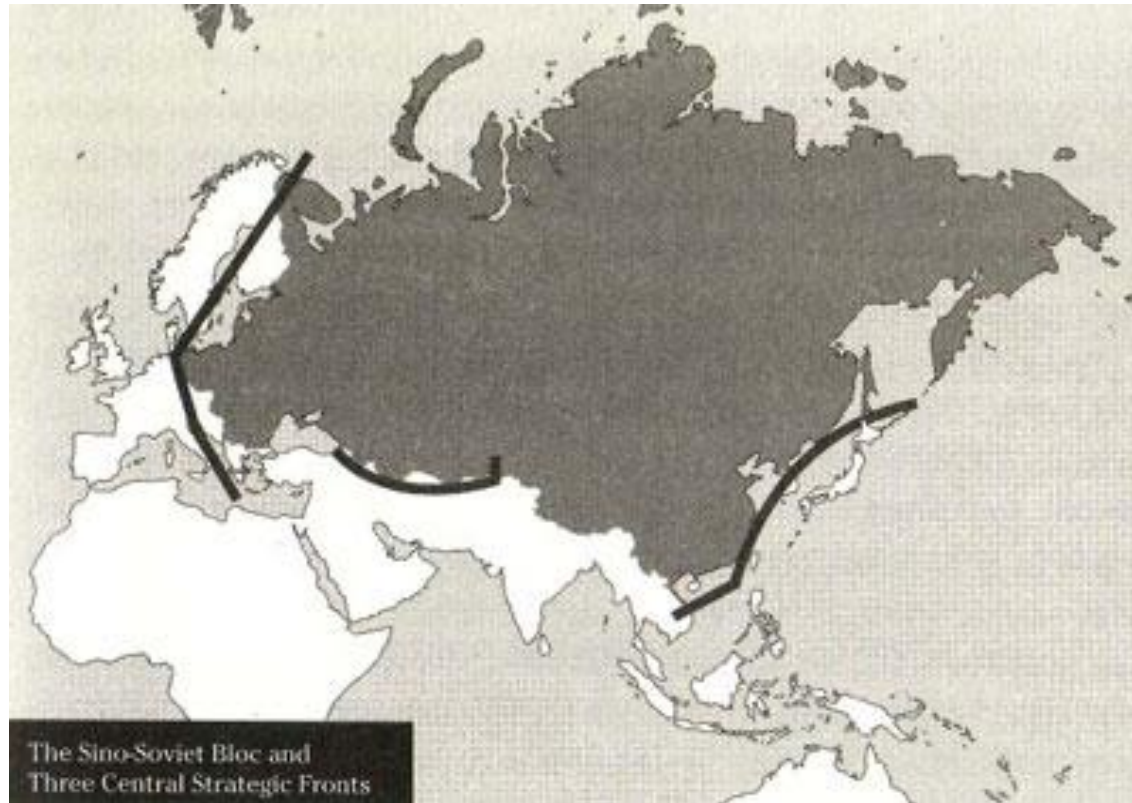 The Sino-Soviet Bloc and
Three Central Strategic Fronts